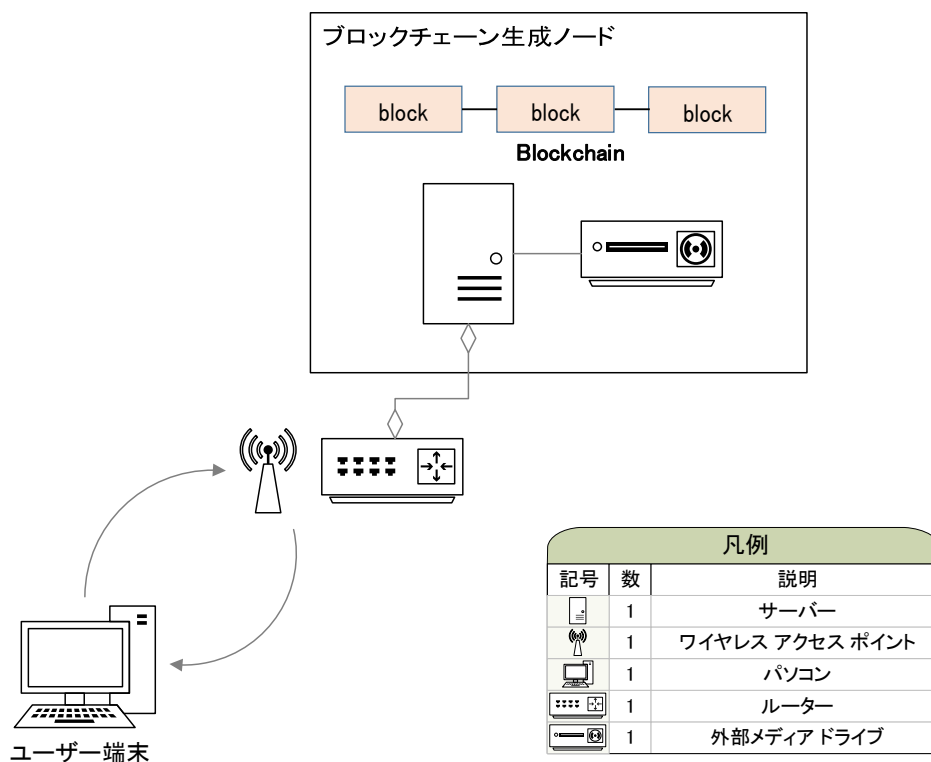 ブロックチェーン生成ノード
block block block
Blockchain
ユーザー端末
凡例
記号 数 説明
1 サーバー
1 ワイヤレス アクセス ポイント
1 パソコン
1 ルーター
1 外部メディアドライブ